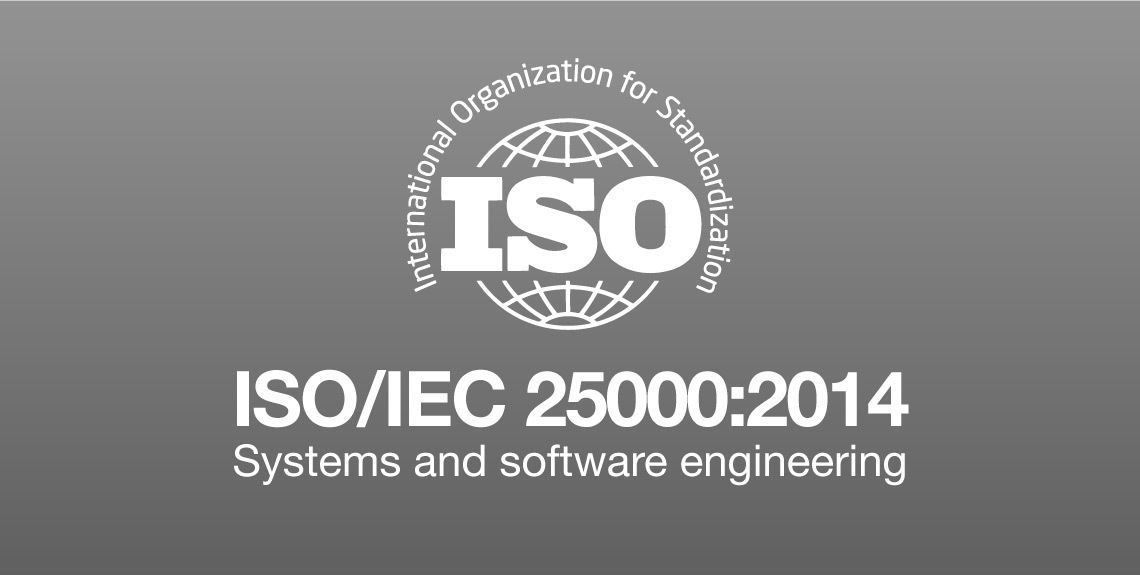 International Organization for Standardization
ISO
ISO/IEC 25000:2014
Systems and software engineering